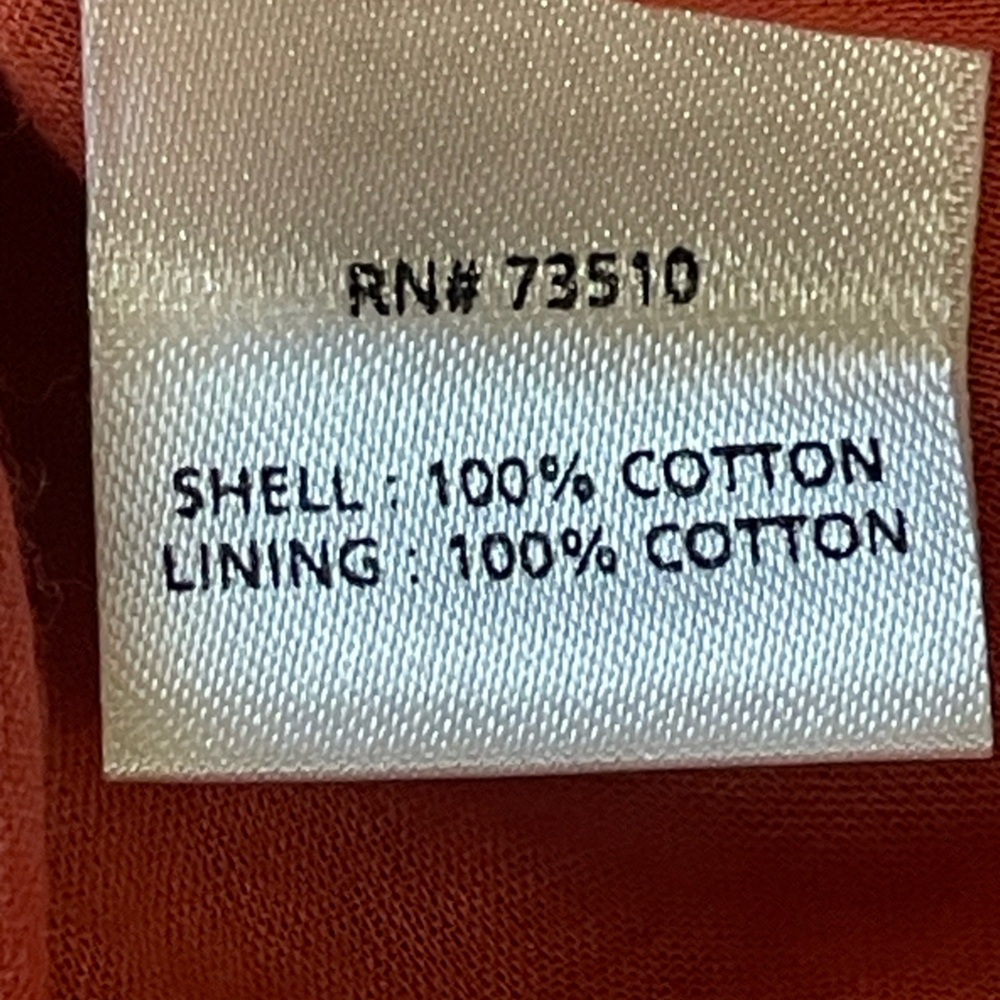 RN# 73510
SHELL : 100% COTTON
LINING : 100% COTTON